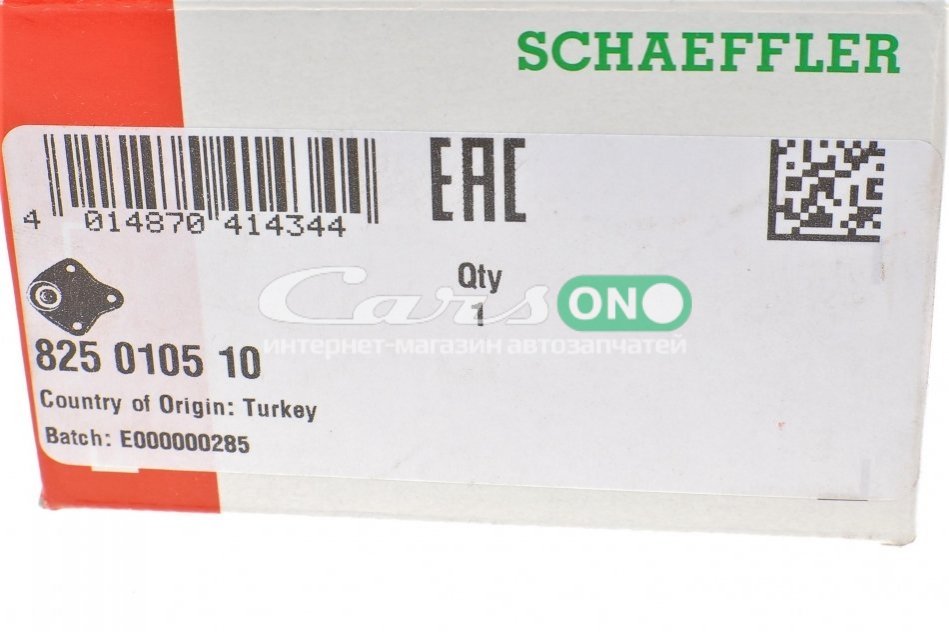 SCHAEFFLER
EAC
4 014870 414344
Qty
1
Cars ON
интернет-магазин автозапчастей
825 0105 10
Country of Origin: Turkey
Batch: E000000285